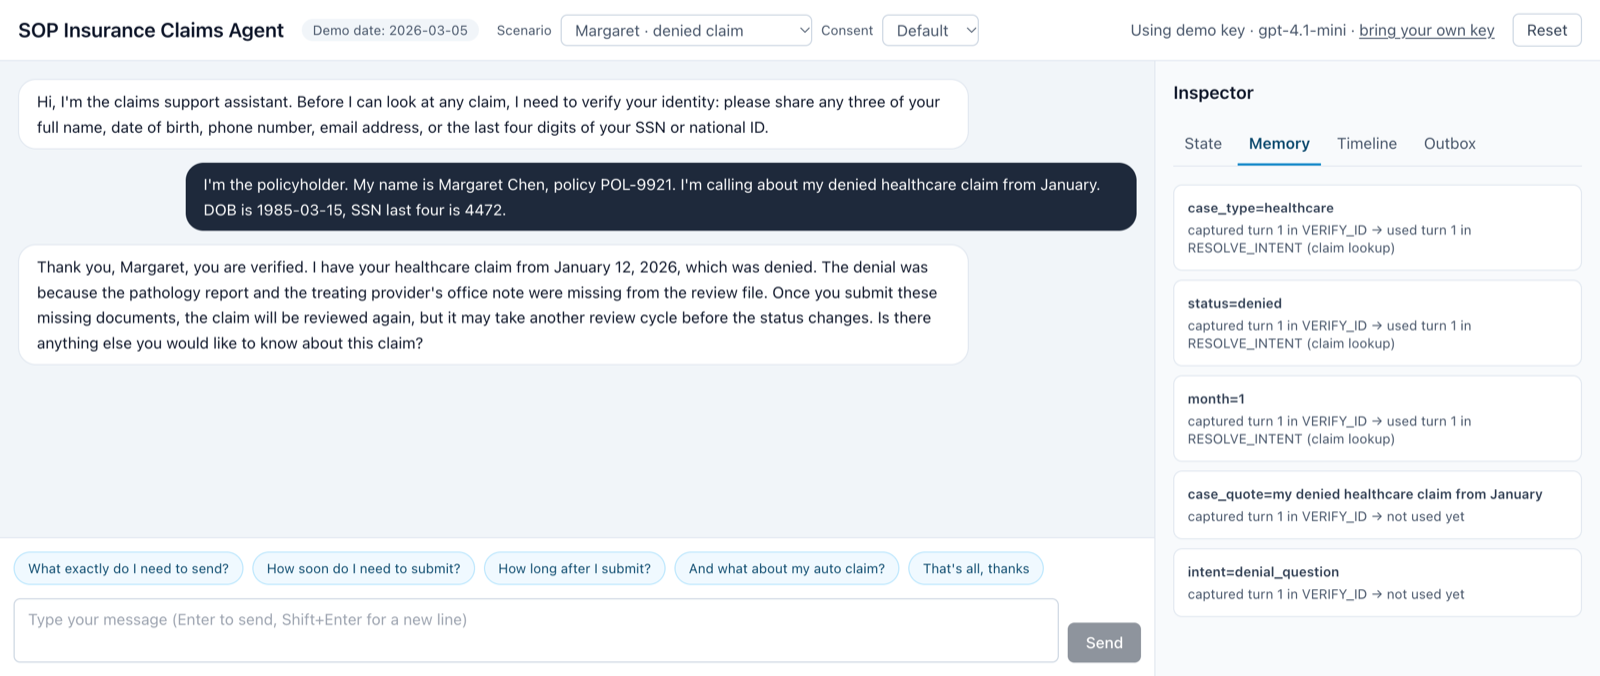 SOP Insurance Claims Agent
Demo date: 2026-03-05
Scenario
Margaret · denied claim
Consent
Default
Using demo key · gpt-4.1-mini · bring your own key
Reset
Hi, I'm the claims support assistant. Before I can look at any claim, I need to verify your identity: please share any three of your
full name, date of birth, phone number, email address, or the last four digits of your SSN or national ID.
I'm the policyholder. My name is Margaret Chen, policy POL-9921. I'm calling about my denied healthcare claim from January.
DOB is 1985-03-15, SSN last four is 4472.
Thank you, Margaret, you are verified. I have your healthcare claim from January 12, 2026, which was denied. The denial was
because the pathology report and the treating provider's office note were missing from the review file. Once you submit these
missing documents, the claim will be reviewed again, but it may take another review cycle before the status changes. Is there
anything else you would like to know about this claim?
What exactly do I need to send?
How soon do I need to submit?
How long after I submit?
And what about my auto claim?
That's all, thanks
Type your message (Enter to send, Shift+Enter for a new line)
Send
Inspector
State
Memory
Timeline
Outbox
case_type=healthcare
captured turn 1 in VERIFY_ID → used turn 1 in
RESOLVE_INTENT (claim lookup)
status=denied
captured turn 1 in VERIFY_ID → used turn 1 in
RESOLVE_INTENT (claim lookup)
month=1
captured turn 1 in VERIFY_ID → used turn 1 in
RESOLVE_INTENT (claim lookup)
case_quote=my denied healthcare claim from January
captured turn 1 in VERIFY_ID → not used yet
intent=denial_question
captured turn 1 in VERIFY_ID → not used yet